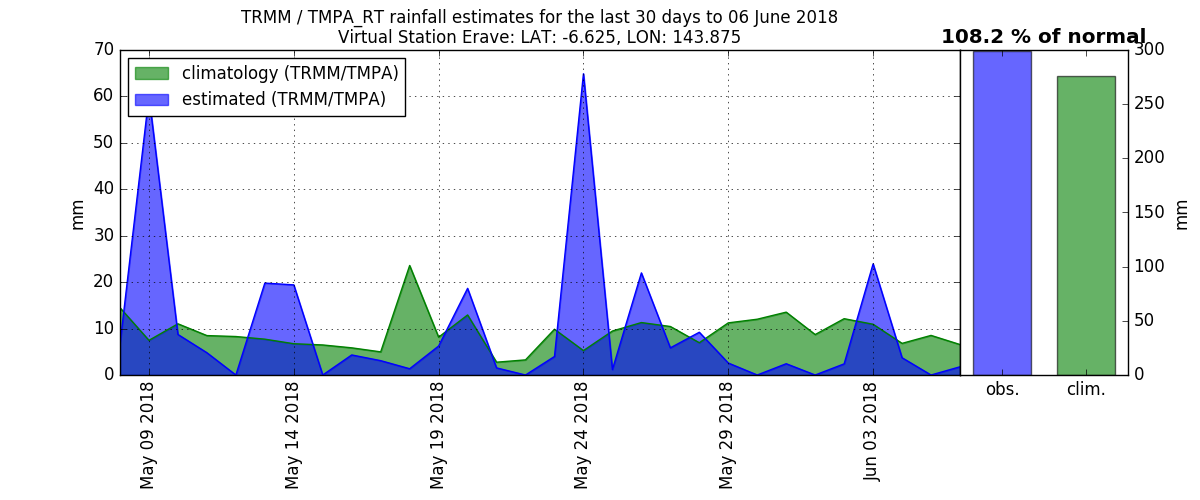 TRMM / TMPA_RT rainfall estimates for the last 30 days to 06 June 2018
Virtual Station Erave: LAT: -6.625, LON: 143.875
108.2 % of normal
climatology (TRMM/TMPA)
estimated (TRMM/TMPA)
70
60
50
40
30
20
10
0
mm
May 09 2018
May 14 2018
May 19 2018
May 24 2018
May 29 2018
Jun 03 2018
obs.
clim.
300
250
200
150
100
50
0
mm